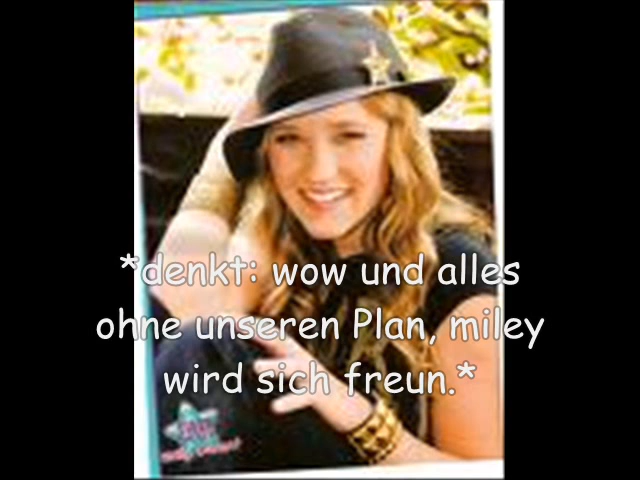 *denkt: wow und alles
ohne unseren Plan, miley
wird sich freun.*